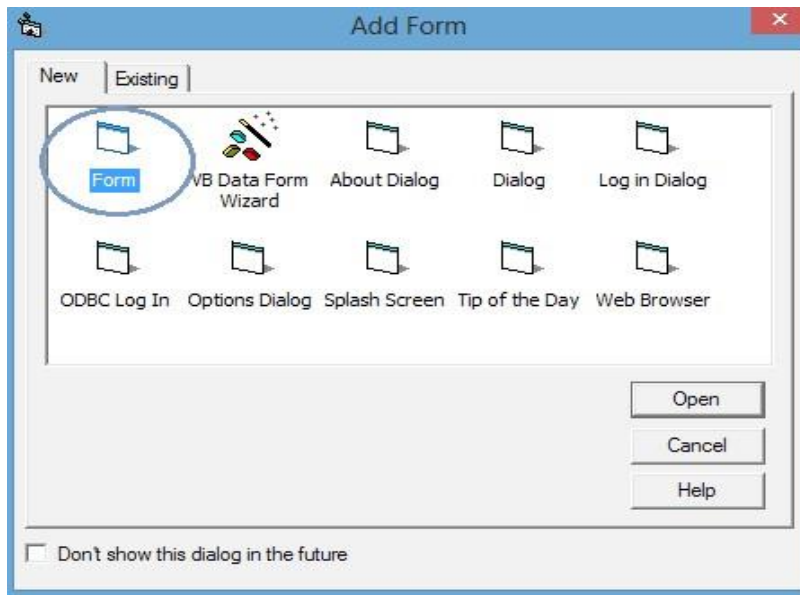 Add Form
New
Existing
Form
VB Data Form
Wizard
About Dialog
Dialog
Log in Dialog
ODBC Log In
Options Dialog
Splash Screen
Tip of the Day
Web Browser
Open
Cancel
Help
Don't show this dialog in the future